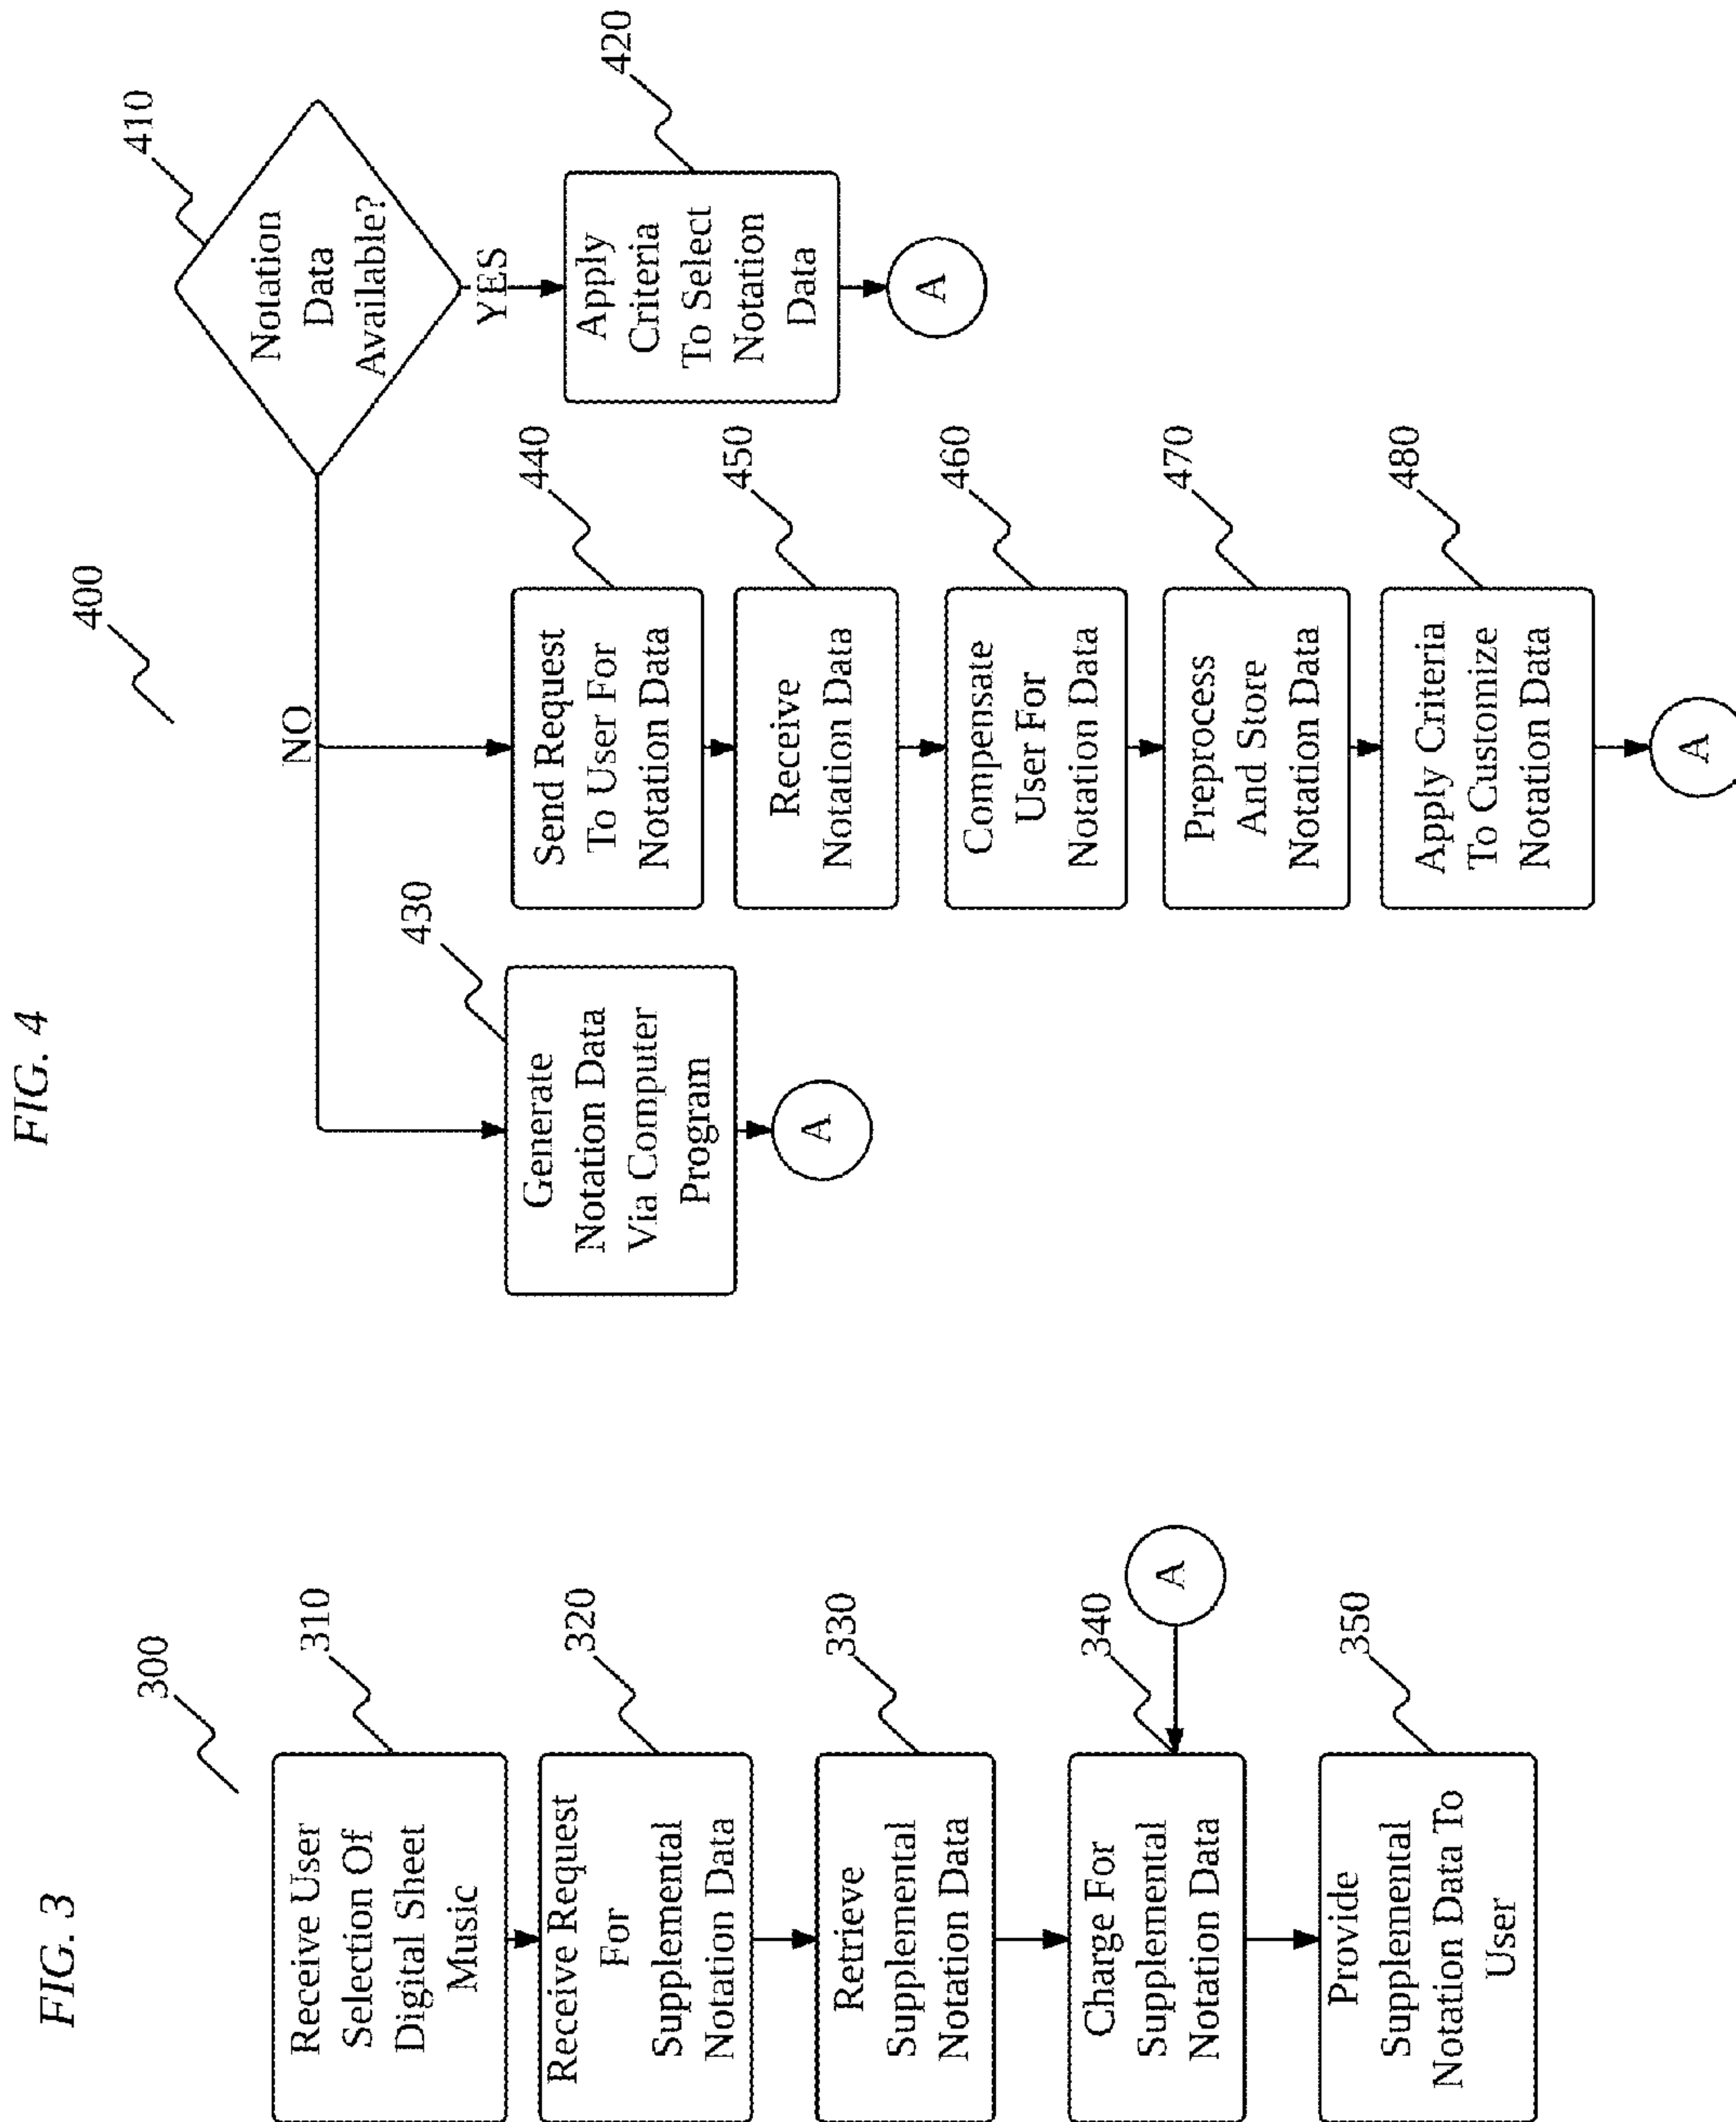 FIG. 3
300
310
Receive User
Selection Of
Digital Sheet
Music
320
Receive Request
For
Supplemental
Notation Data
330
Retrieve
Supplemental
Notation Data
340
A
Charge For
Supplemental
Notation Data
350
Provide
Supplemental
Notation Data To
User
FIG. 4
400
410
Notation
Data
Available?
NO
YES
420
Apply
Criteria
To Select
Notation
Data
A
430
Generate
Notation Data
Via Computer
Program
A
440
Send Request
To User For
Notation Data
450
Receive
Notation Data
460
Compensate
User For
Notation Data
470
Preprocess
And Store
Notation Data
480
Apply Criteria
To Customize
Notation Data
A